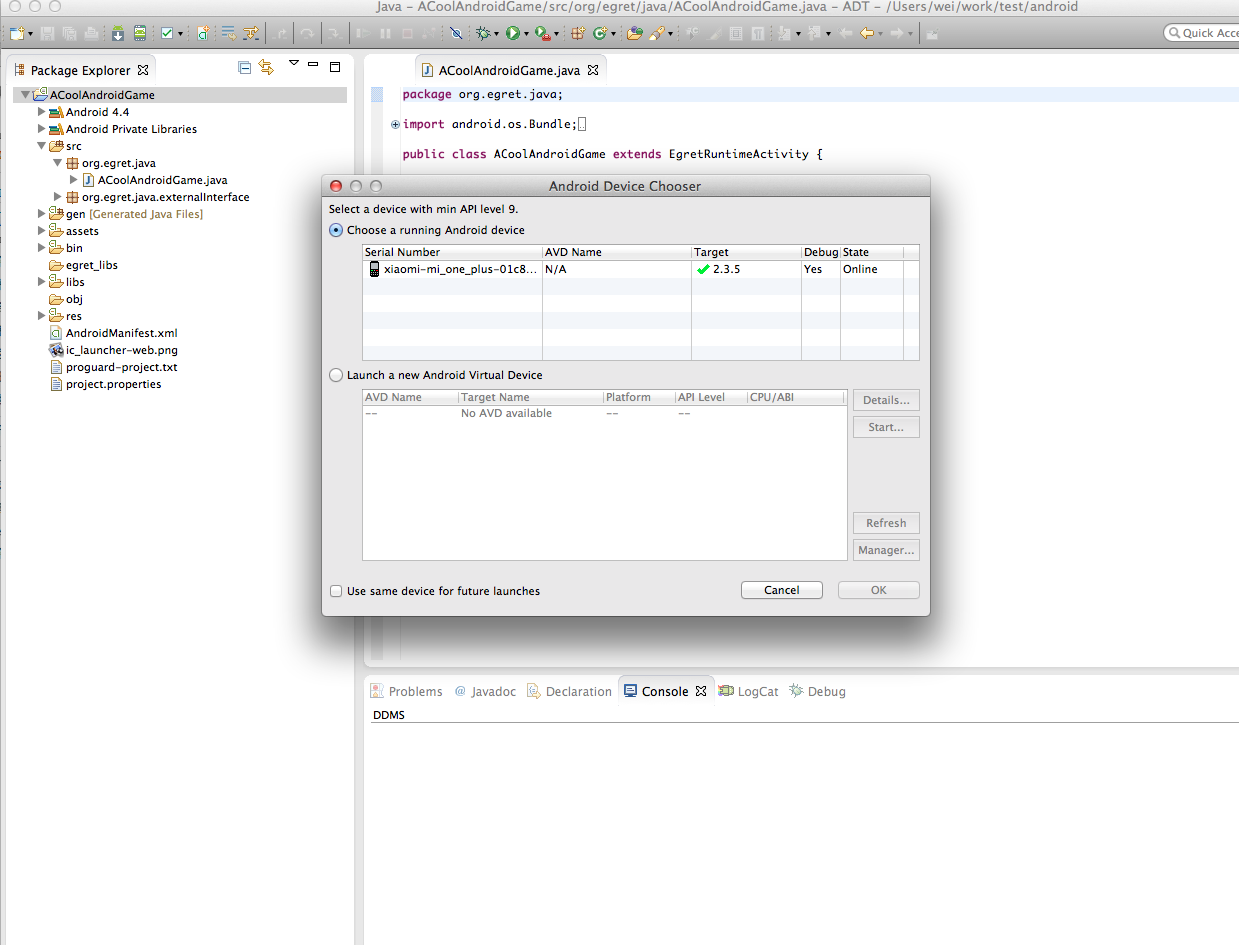 Java – ACoolAndroidGame/src/org/egret/java/ACoolAndroidGame.java – ADT – /Users/wei/work/test/android
Quick Acce
Package Explorer
ACoolAndroidGame
Android 4.4
Android Private Libraries
src
org.egret.java
ACoolAndroidGame.java
org.egret.java.externalInterface
gen [Generated Java Files]
assets
bin
egret_libs
libs
obj
res
AndroidManifest.xml
ic_launcher-web.png
proguard-project.txt
project.properties
ACoolAndroidGame.java
package org.egret.java;
import android.os.Bundle;
public class ACoolAndroidGame extends EgretRuntimeActivity {
Android Device Chooser
Select a device with min API level 9.
Choose a running Android device
Serial Number AVD Name Target Debug State
xiaomi-mi_one_plus-01c8... N/A 2.3.5 Yes Online
Launch a new Android Virtual Device
AVD Name Target Name Platform API Level CPU/ABI
-- No AVD available -- --
Details...
Start...
Refresh
Manager...
Use same device for future launches
Cancel OK
Problems @ Javadoc Declaration Console LogCat Debug
DDMS